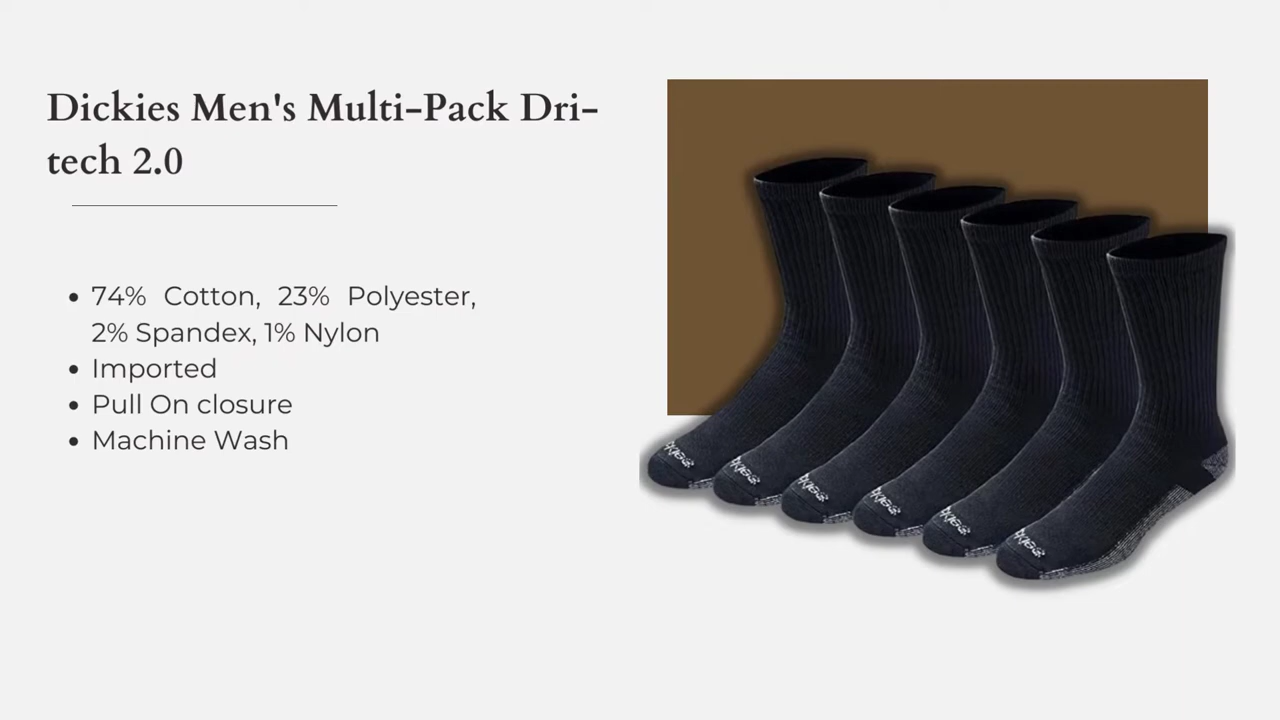 Dickies Men's Multi-Pack Dri-
tech 2.0
• 74% Cotton, 23% Polyester,
2% Spandex, 1% Nylon
• Imported
• Pull On closure
• Machine Wash